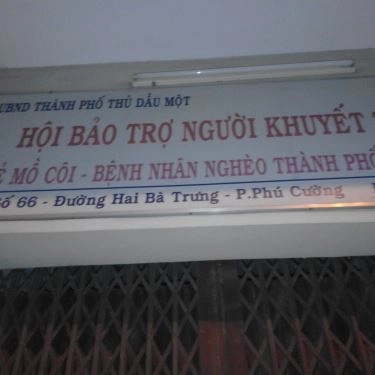 UBND THÀNH PHỐ THỦ DẦU MỘT
HỘI BẢO TRỢ NGƯỜI KHUYẾT
MỒ CÔI - BỆNH NHÂN NGHÈO THÀNH PHỐ
Số 66 - Đường Hai Bà Trưng - P.Phú Cường